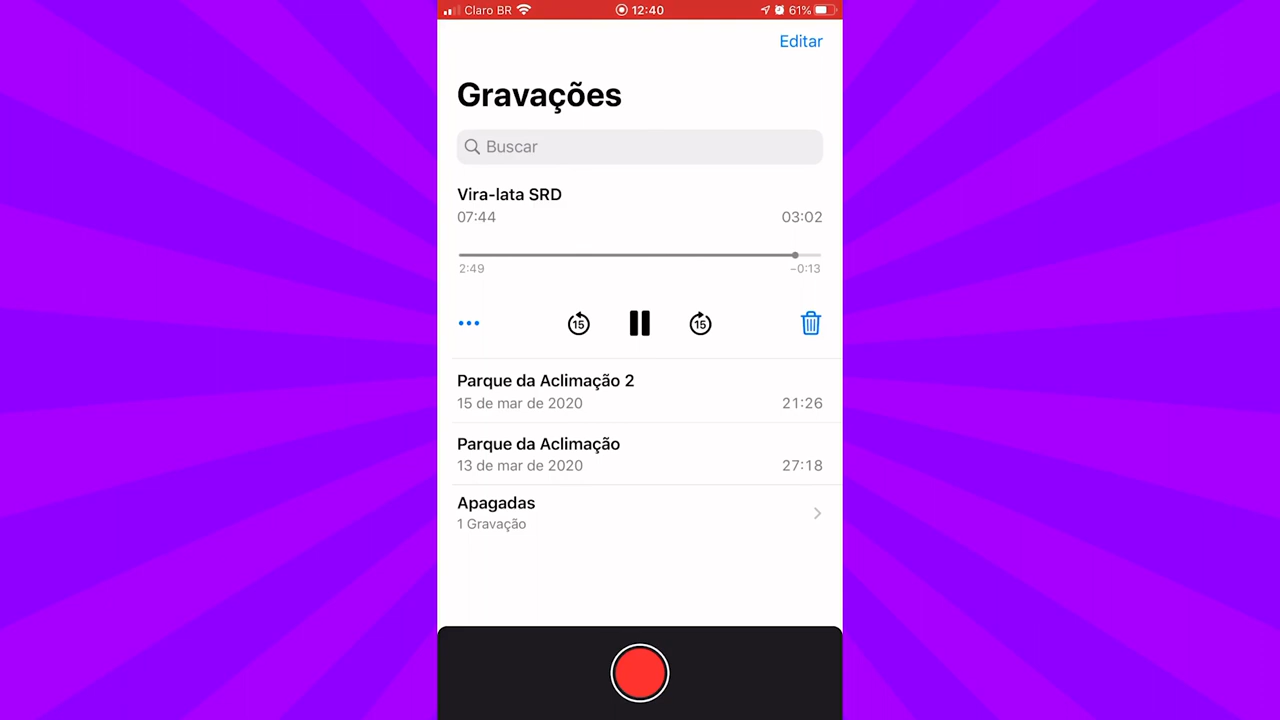 Claro BR 12:40 61%
Editar
Gravações
Buscar
Vira-lata SRD
07:44 03:02
2:49 −0:13
15 15
Parque da Aclimação 2
15 de mar de 2020 21:26
Parque da Aclimação
13 de mar de 2020 27:18
Apagadas
1 Gravação